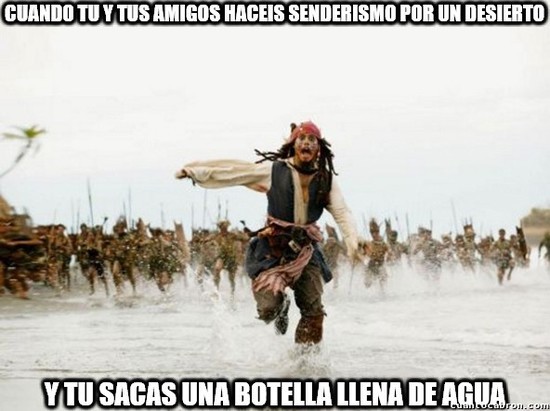 CUANDO TU Y TUS AMIGOS HACEIS SENDERISMO POR UN DESIERTO
Y TU SACAS UNA BOTELLA LLENA DE AGUA
cuantocabron.com